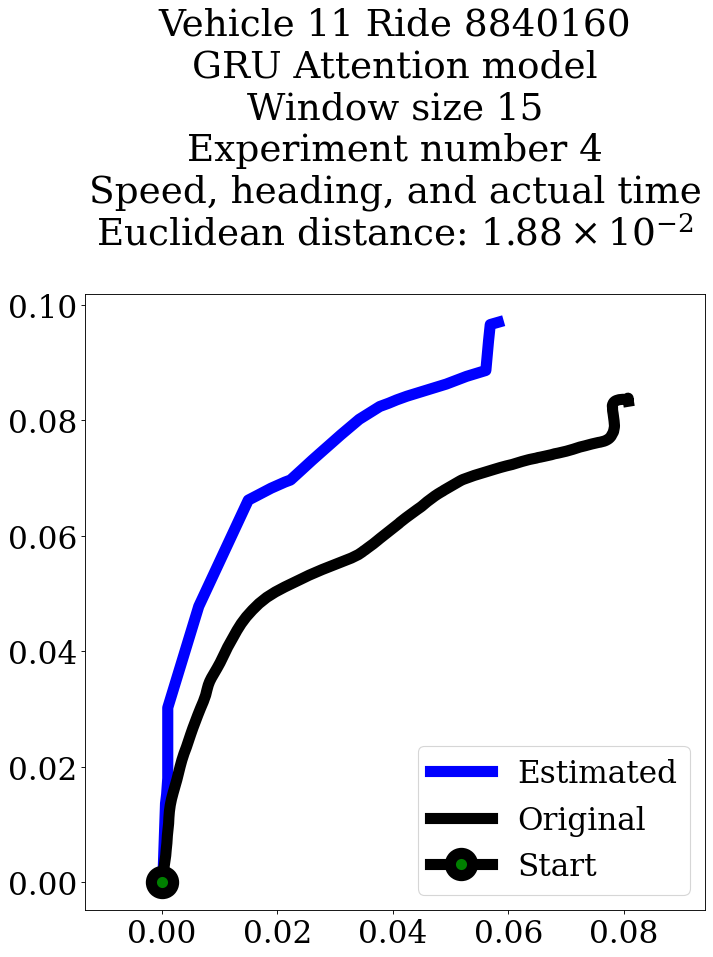 Vehicle 11 Ride 8840160
GRU Attention model
Window size 15
Experiment number 4
Speed, heading, and actual time
Euclidean distance: 1.88 × 10⁻²
0.10
0.08
0.06
0.04
0.02
0.00
Estimated
Original
Start
0.00 0.02 0.04 0.06 0.08